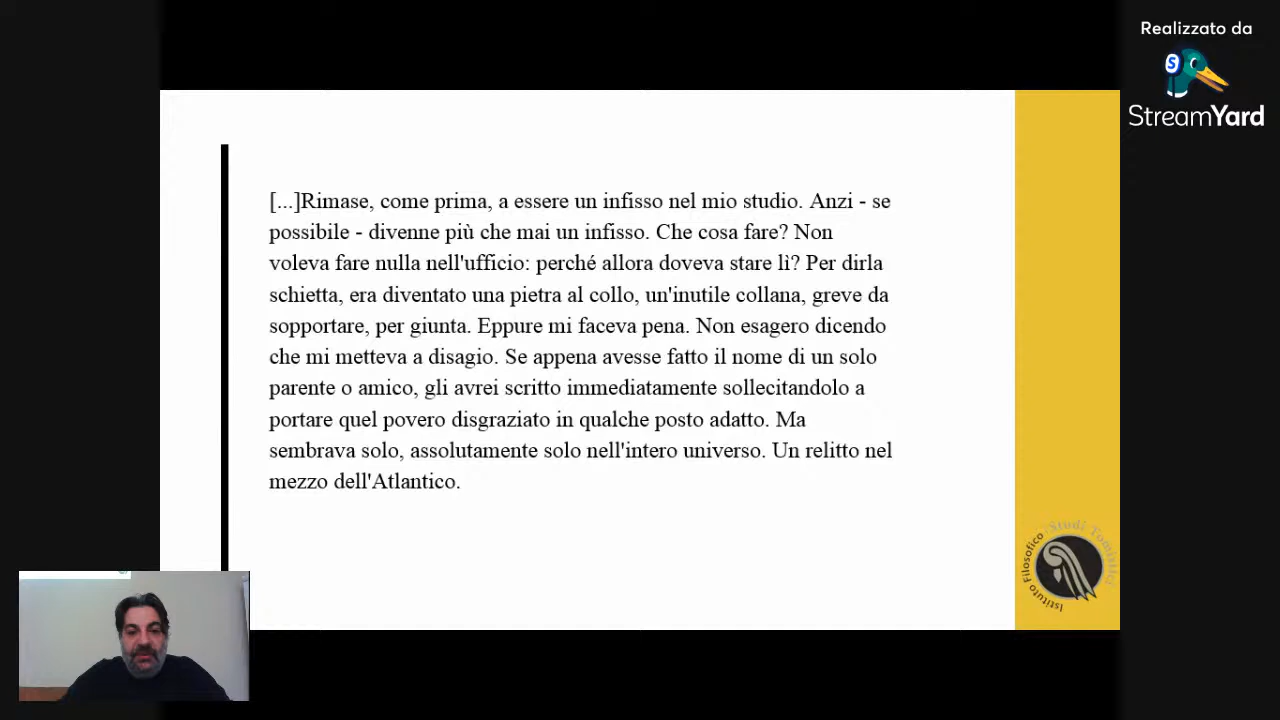 Realizzato da
S
StreamYard
[...]Rimase, come prima, a essere un infisso nel mio studio. Anzi - se
possibile - divenne più che mai un infisso. Che cosa fare? Non
voleva fare nulla nell'ufficio: perché allora doveva stare lì? Per dirla
schietta, era diventato una pietra al collo, un'inutile collana, greve da
sopportare, per giunta. Eppure mi faceva pena. Non esagero dicendo
che mi metteva a disagio. Se appena avesse fatto il nome di un solo
parente o amico, gli avrei scritto immediatamente sollecitandolo a
portare quel povero disgraziato in qualche posto adatto. Ma
sembrava solo, assolutamente solo nell'intero universo. Un relitto nel
mezzo dell'Atlantico.
Istituto Filosofico Studi Tomistici